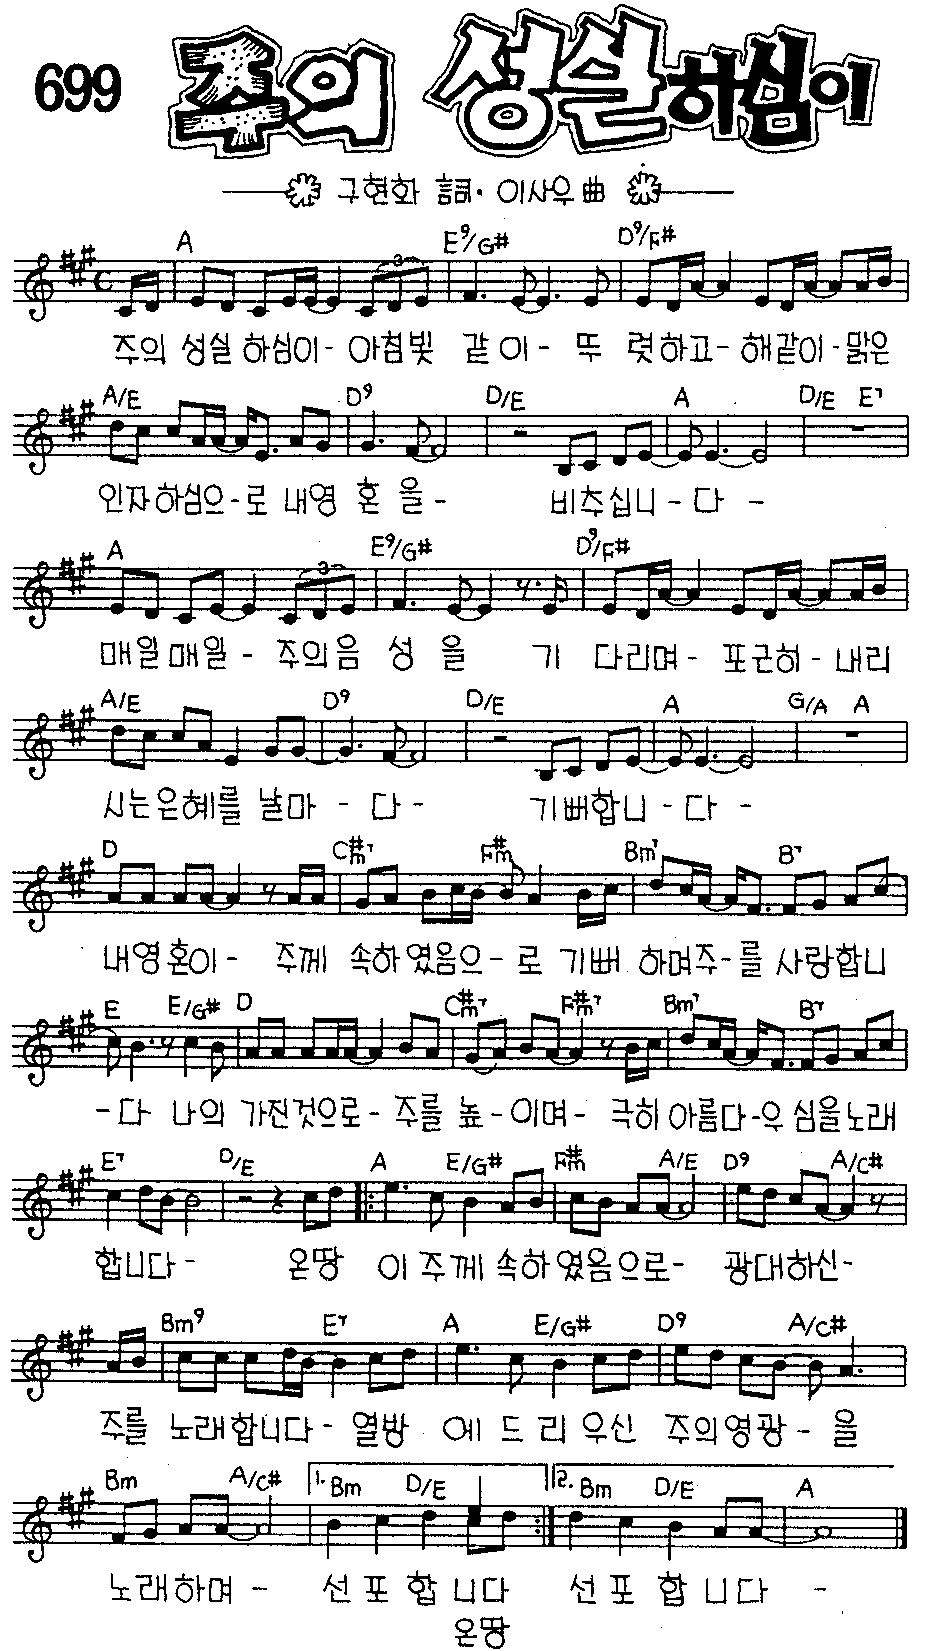 699 주의 성실하심이
구현화 詞· 이사우 曲
A E9/G# D9/F#
3
주의 성실 하심이- 아침빛 같 이- 뚜 렷하고- 해같이-맑은
A/E D9 D/E A D/E E7
인자하심으-로 내영 혼 을- 비추십니-다-
A E9/G# D9/F#
3
매일매일- 주의음 성 을 기 다리며- 포근히-내리
A/E D9 D/E A G/A A
시는은혜를 날마-다- 기뻐합니-다-
D C#m7 F#m Bm7 B7
내영혼이- 주께 속하였음으-로 기뻐 하며주-를 사랑합니
E E/G# D C#m7 F#m7 Bm7 B7
-다 나의 가진것으로-주를 높-이며- 극히 아름다-우 심을노래
E7 D/E A E/G# F#m A/E D9 A/C#
합니다- 온땅 이 주께 속하 였음으로- 광대하신-
Bm9 E7 A E/G# D9 A/C#
주를 노래합니다-열방 에 드 리 우신 주의영광-을
Bm A/C# 1. Bm D/E 2. Bm D/E A
노래하며- 선 포 합 니다 선 포 합 니다-
온땅